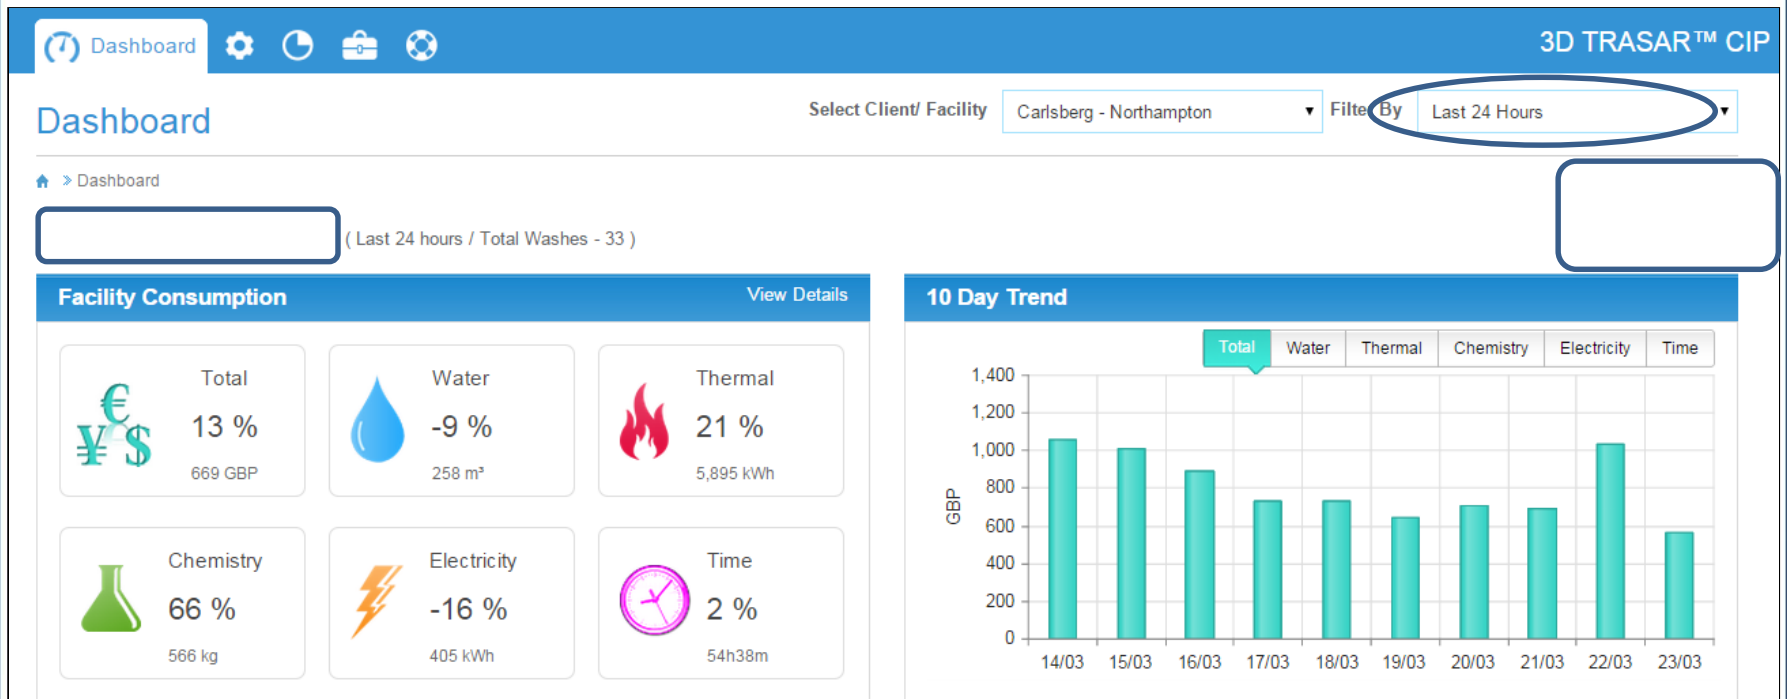 Dashboard
3D TRASAR™ CIP
Dashboard
Select Client/ Facility
Carlsberg - Northampton
Filter By
Last 24 Hours
» Dashboard
( Last 24 hours / Total Washes - 33 )
Facility Consumption
View Details
Total
13 %
669 GBP
Water
-9 %
258 m³
Thermal
21 %
5,895 kWh
Chemistry
66 %
566 kg
Electricity
-16 %
405 kWh
Time
2 %
54h38m
10 Day Trend
Total Water Thermal Chemistry Electricity Time
1,400
1,200
1,000
800
600
400
200
0
GBP
14/03 15/03 16/03 17/03 18/03 19/03 20/03 21/03 22/03 23/03